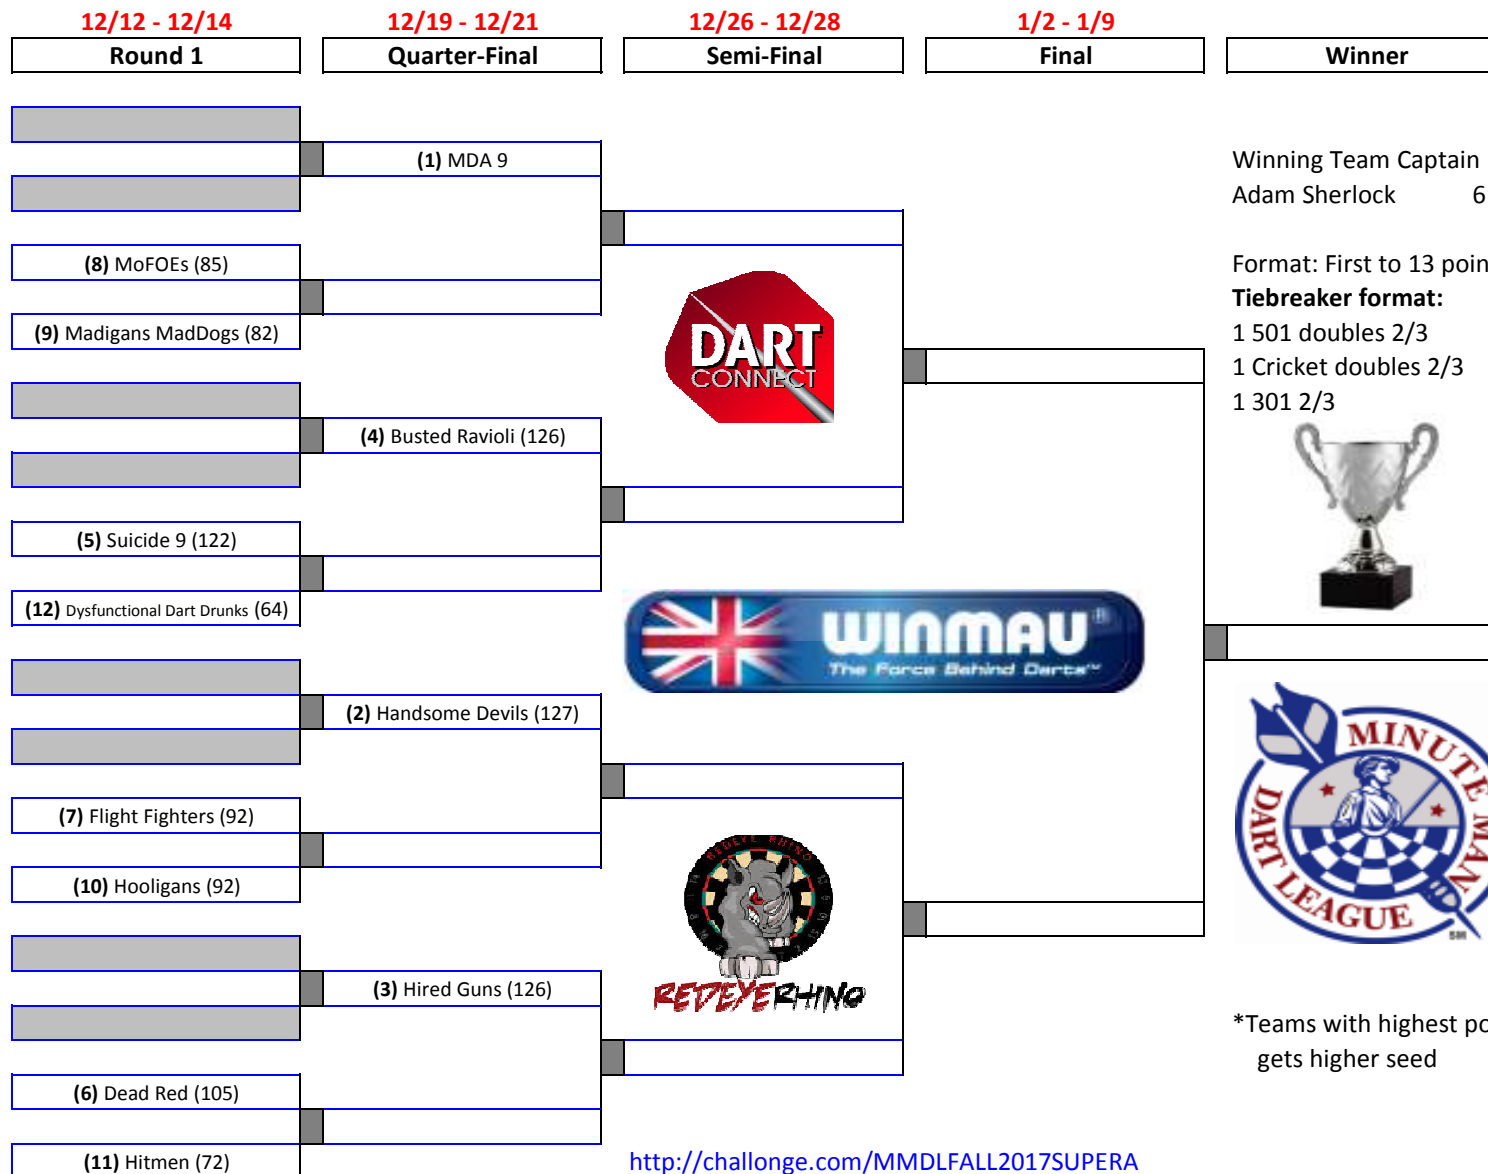 12/12 - 12/14
12/19 - 12/21
12/26 - 12/28
1/2 - 1/9
Round 1
Quarter-Final
Semi-Final
Final
Winner
(1) MDA 9
(8) MoFOEs (85)
(9) Madigans MadDogs (82)
(4) Busted Ravioli (126)
(5) Suicide 9 (122)
(12) Dysfunctional Dart Drunks (64)
(2) Handsome Devils (127)
(7) Flight Fighters (92)
(10) Hooligans (92)
(3) Hired Guns (126)
(6) Dead Red (105)
(11) Hitmen (72)
DART
CONNECT
WINMAU®
The Force Behind Darts™
REDEYE RHINO
REDEYERHINO
http://challonge.com/MMDLFALL2017SUPERA
Winning Team Captain
Adam Sherlock 6
Format: First to 13 poin
Tiebreaker format:
1 501 doubles 2/3
1 Cricket doubles 2/3
1 301 2/3
MINUTE MAN
DART LEAGUE
SM
*Teams with highest po
gets higher seed